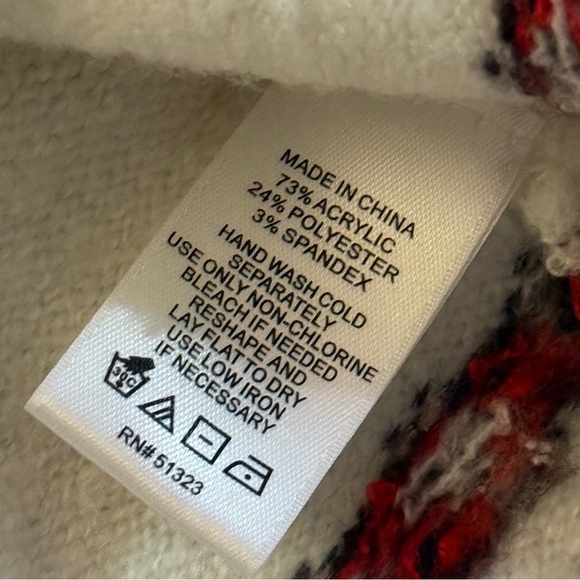 MADE IN CHINA
73% ACRYLIC
24% POLYESTER
3% SPANDEX
HAND WASH COLD
SEPARATELY
USE ONLY NON-CHLORINE
BLEACH IF NEEDED
RESHAPE AND
LAY FLAT TO DRY
USE LOW IRON
IF NECESSARY
30C
RN# 51323